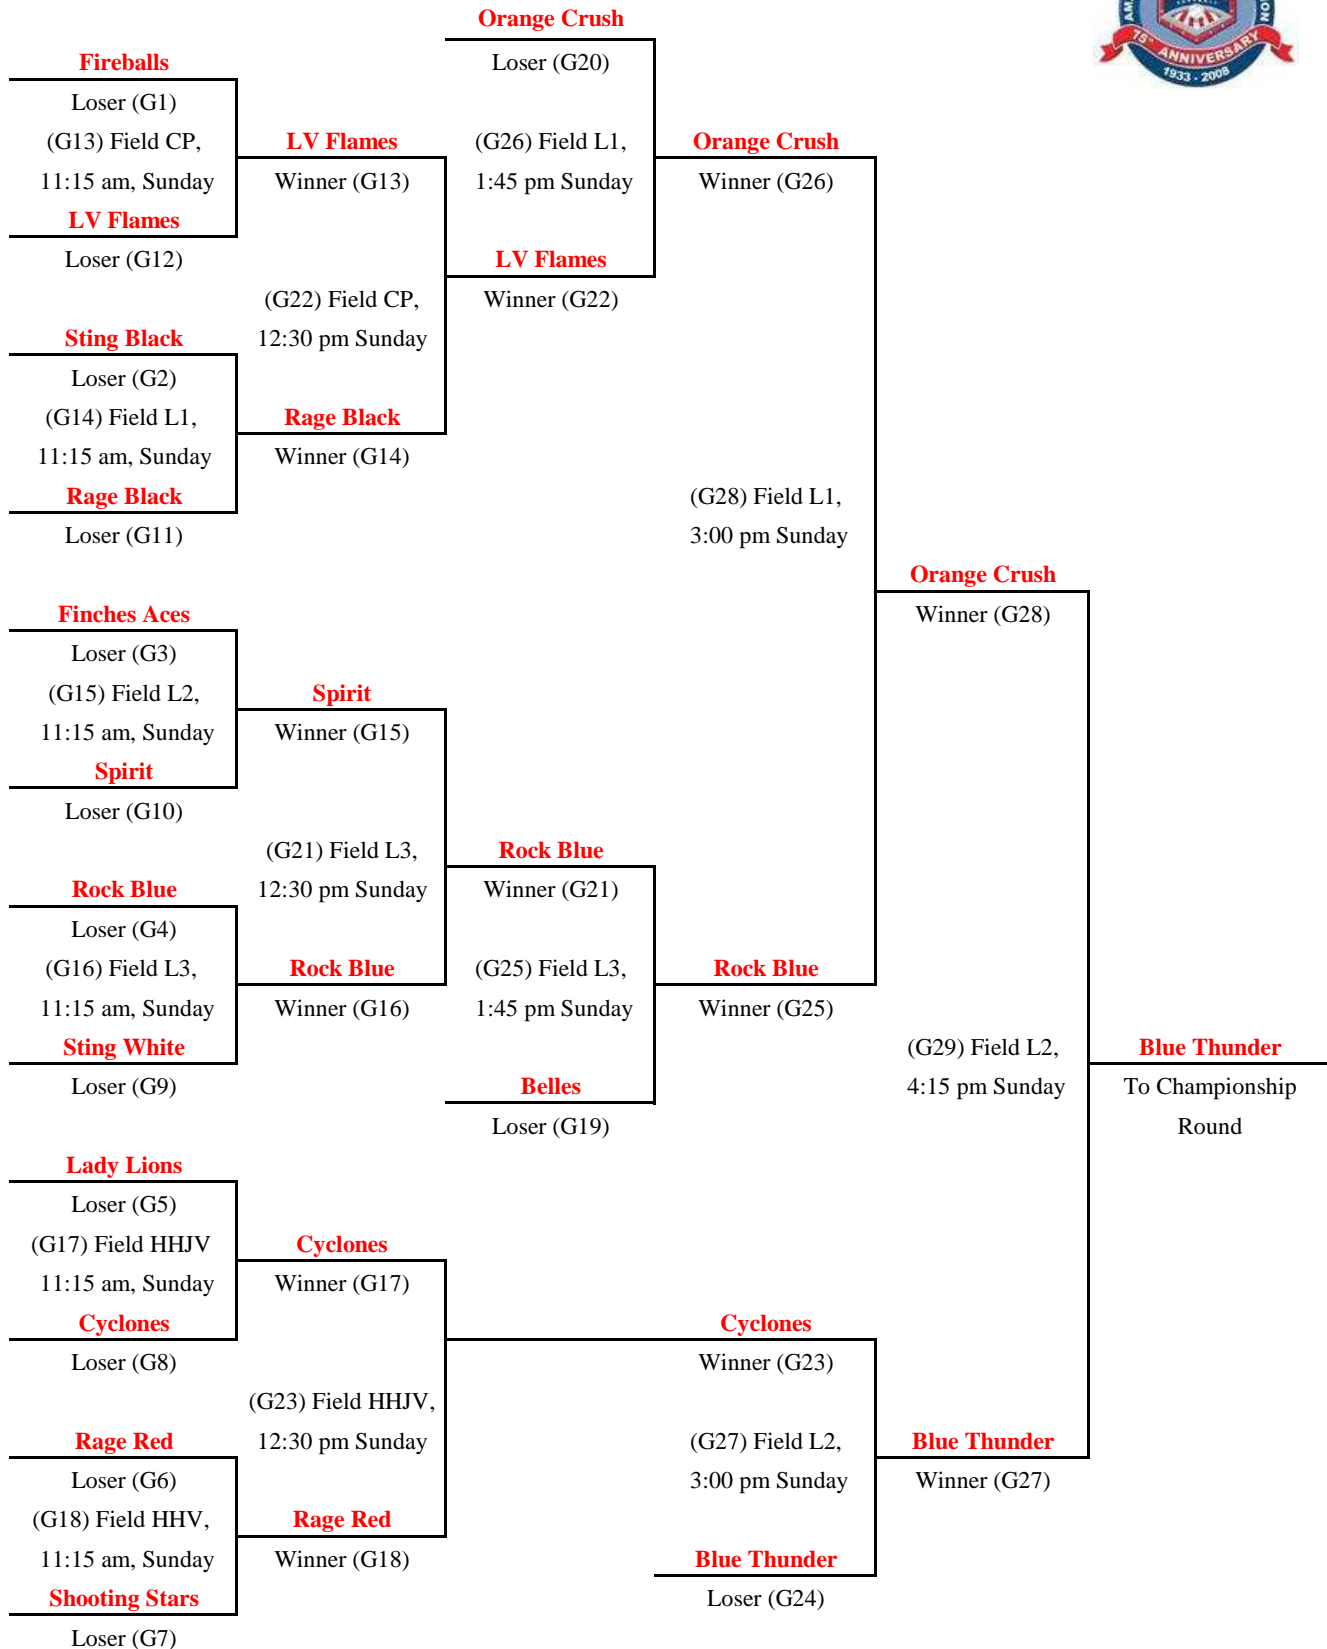 Orange Crush
Loser (G20)
75th ANNIVERSARY
1933 - 2008
Fireballs
Loser (G1)
(G13) Field CP,
11:15 am, Sunday
LV Flames
Loser (G12)
LV Flames
Winner (G13)
(G26) Field L1,
1:45 pm Sunday
Orange Crush
Winner (G26)
(G22) Field CP,
12:30 pm Sunday
LV Flames
Winner (G22)
Sting Black
Loser (G2)
(G14) Field L1,
11:15 am, Sunday
Rage Black
Loser (G11)
Rage Black
Winner (G14)
(G28) Field L1,
3:00 pm Sunday
Orange Crush
Winner (G28)
Finches Aces
Loser (G3)
(G15) Field L2,
11:15 am, Sunday
Spirit
Loser (G10)
Spirit
Winner (G15)
(G21) Field L3,
12:30 pm Sunday
Rock Blue
Winner (G21)
Rock Blue
Loser (G4)
(G16) Field L3,
11:15 am, Sunday
Sting White
Loser (G9)
Rock Blue
Winner (G16)
(G25) Field L3,
1:45 pm Sunday
Rock Blue
Winner (G25)
Belles
Loser (G19)
(G29) Field L2,
4:15 pm Sunday
Blue Thunder
To Championship
Round
Lady Lions
Loser (G5)
(G17) Field HHJV
11:15 am, Sunday
Cyclones
Loser (G8)
Cyclones
Winner (G17)
(G23) Field HHJV,
12:30 pm Sunday
Cyclones
Winner (G23)
Rage Red
Loser (G6)
(G18) Field HHV,
11:15 am, Sunday
Shooting Stars
Loser (G7)
Rage Red
Winner (G18)
(G27) Field L2,
3:00 pm Sunday
Blue Thunder
Winner (G27)
Blue Thunder
Loser (G24)